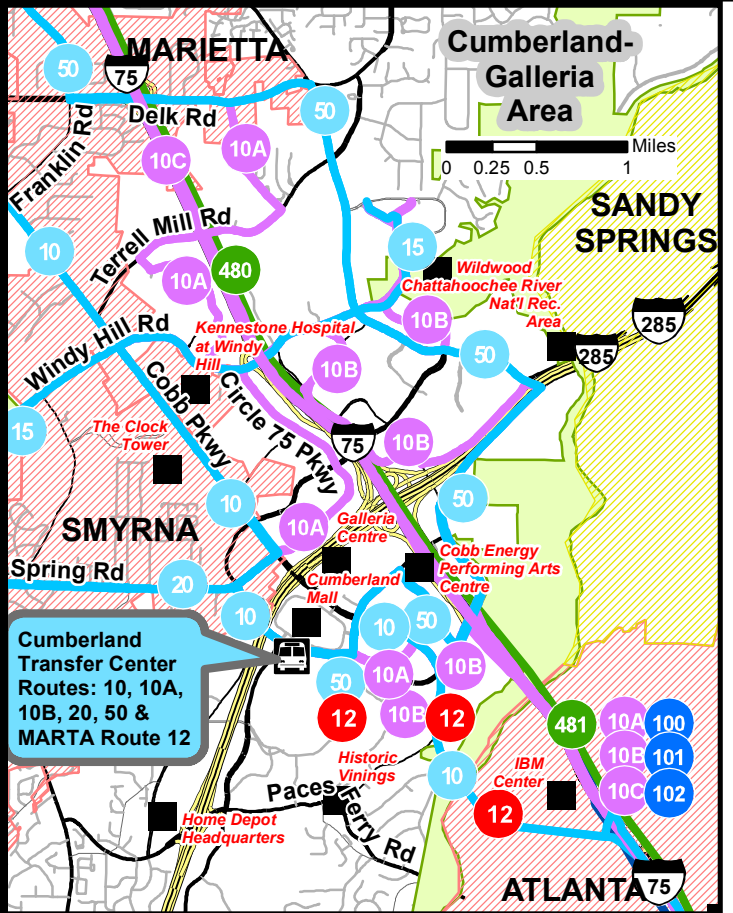 Cumberland-
Galleria
Area
Miles
0 0.25 0.5 1
MARIETTA
50
75
Delk Rd
50
Franklin Rd
10C
10A
SANDY
SPRINGS
Terrell Mill Rd
10
15
480
10A
Wildwood
Chattahoochee River
Nat'l Rec.
Area
285
285
10B
Kennestone Hospital
at Windy
Hill
Windy Hill Rd
50
10B
Cobb Pkwy
Circle 75 Pkwy
15
The Clock
Tower
75
10B
10
50
SMYRNA
10A
Galleria
Centre
Cobb Energy
Performing Arts
Centre
Spring Rd
20
Cumberland
Mall
10
10
50
Cumberland
Transfer Center
Routes: 10, 10A,
10B, 20, 50 &
MARTA Route 12
50
10A
10B
12
10B
12
481
10A
100
10B
101
10C
102
Historic
Vinings
10
IBM
Center
12
Paces Ferry Rd
Home Depot
Headquarters
ATLANTA
75